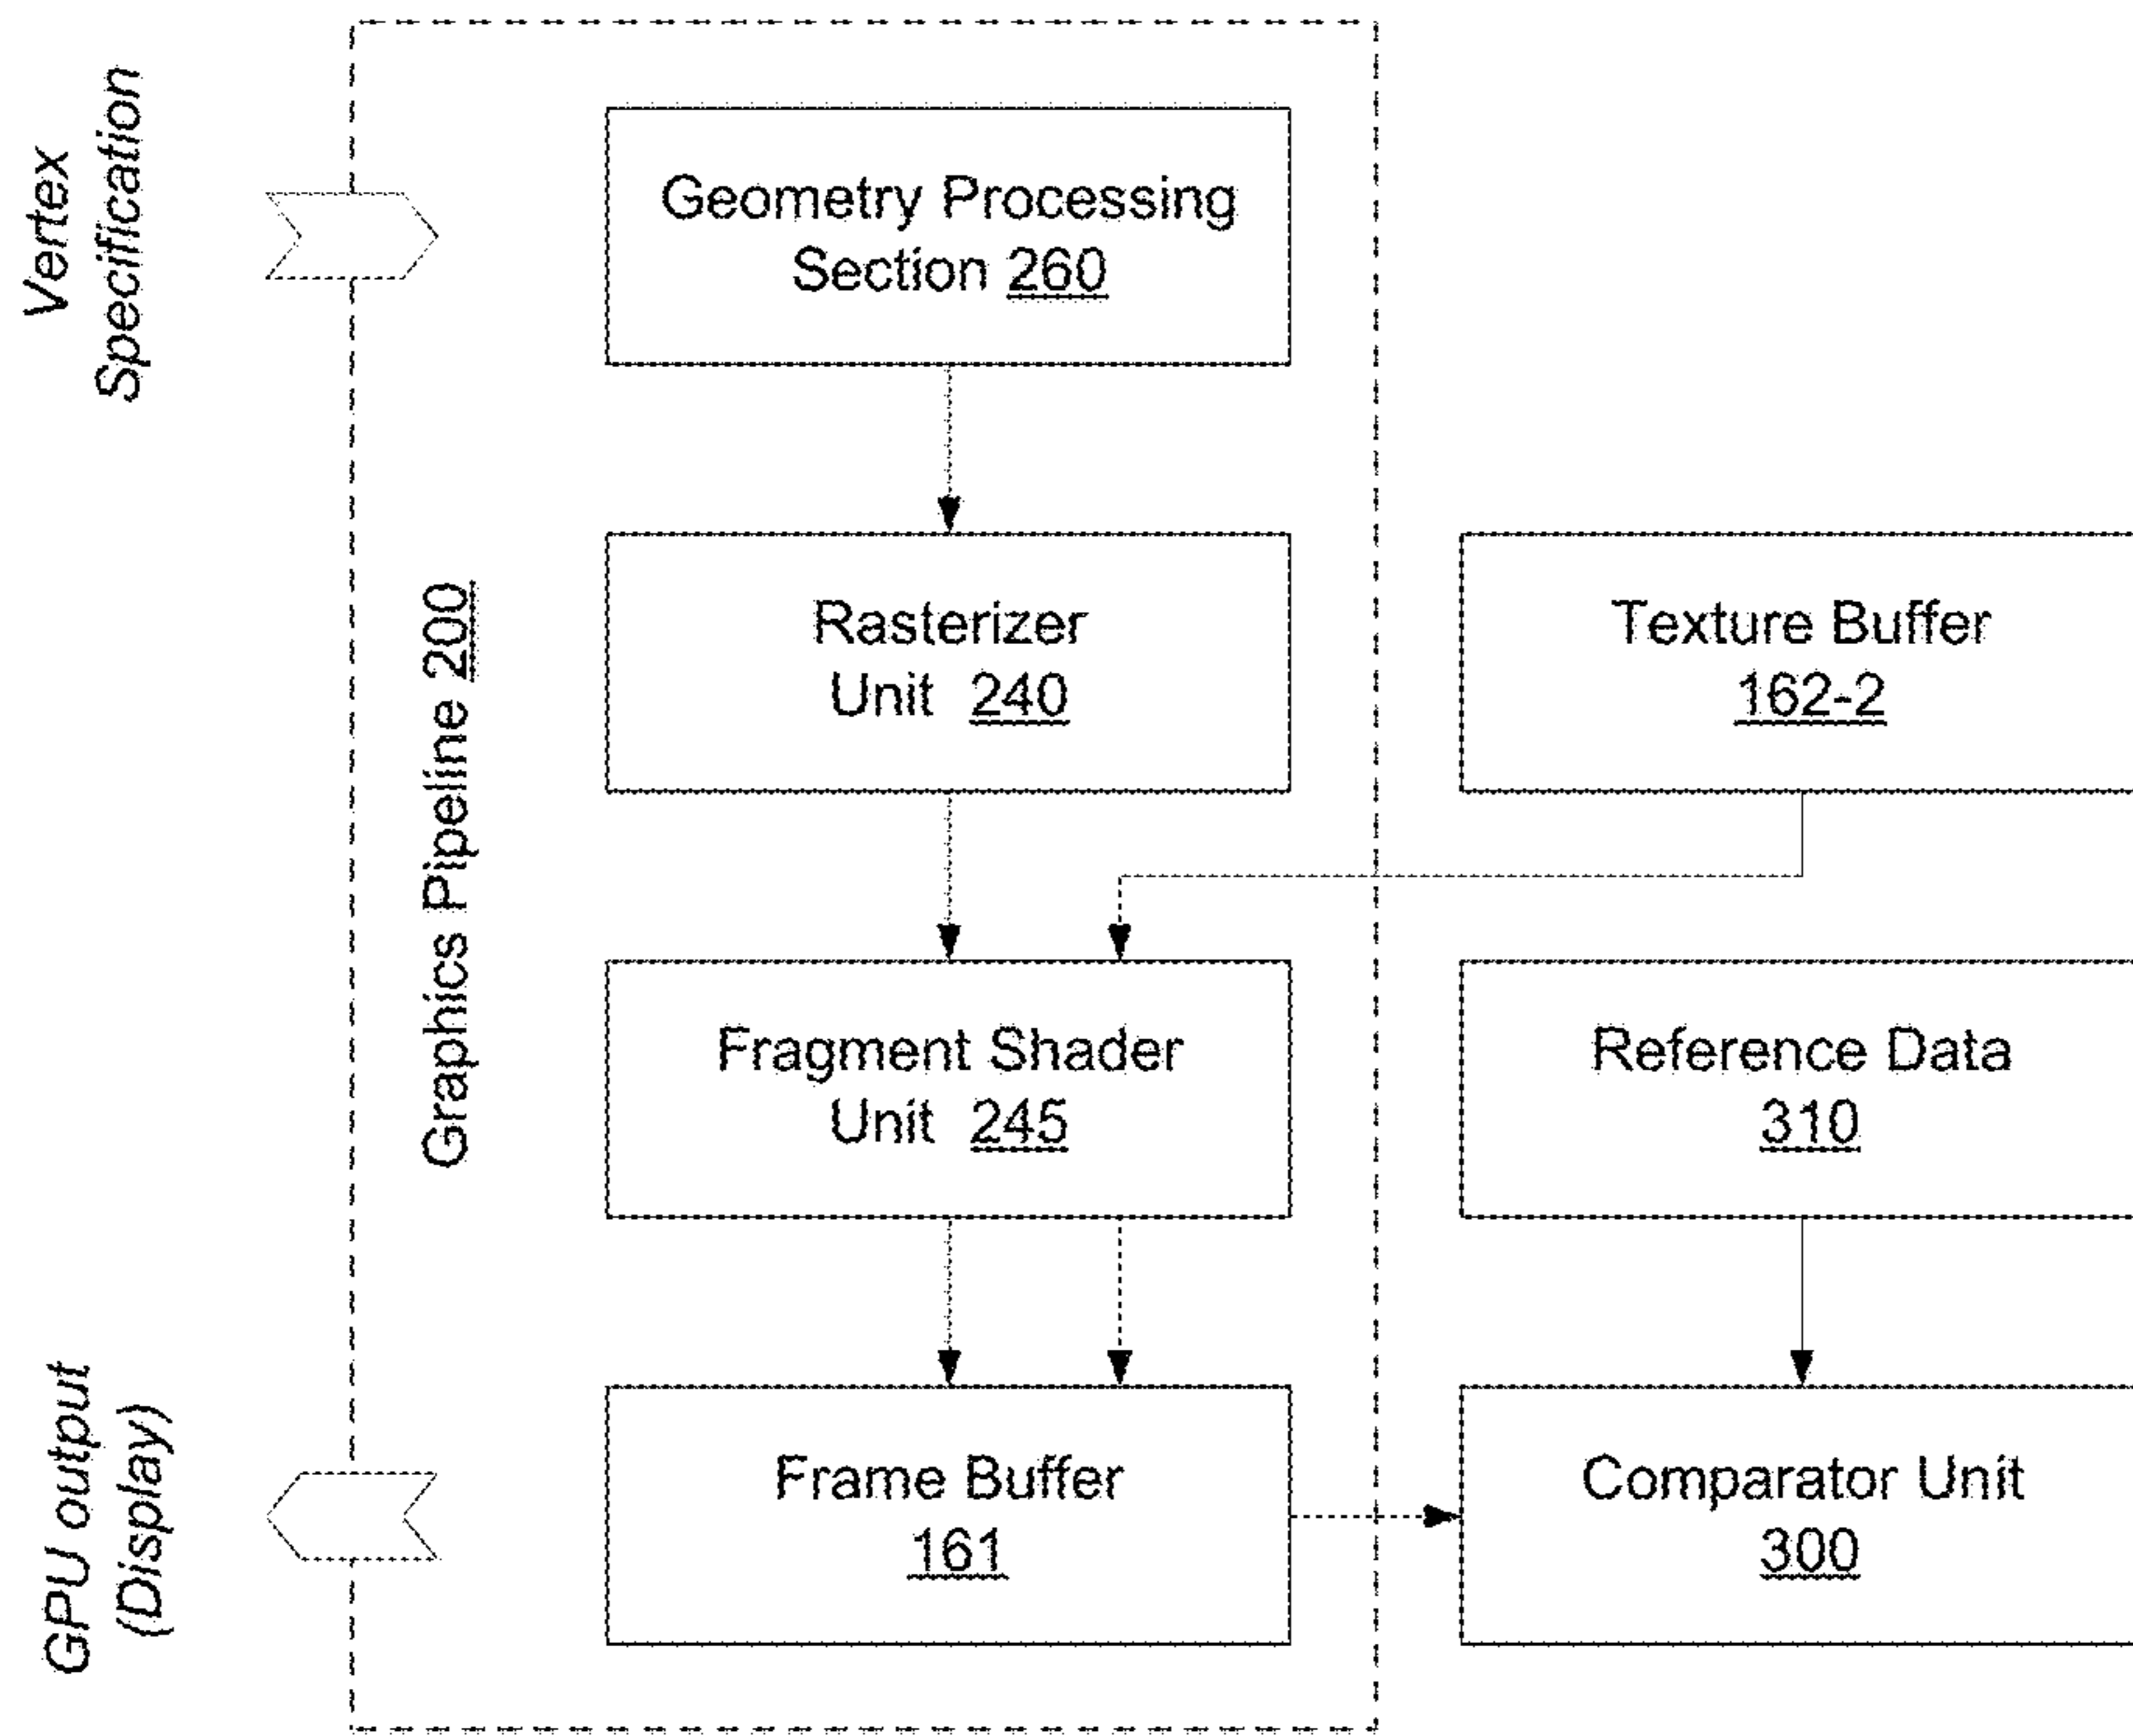 Vertex
Specification
Geometry Processing
Section 260
Graphics Pipeline 200
Rasterizer
Unit 240
Texture Buffer
162-2
Fragment Shader
Unit 245
Reference Data
310
GPU output
(Display)
Frame Buffer
161
Comparator Unit
300